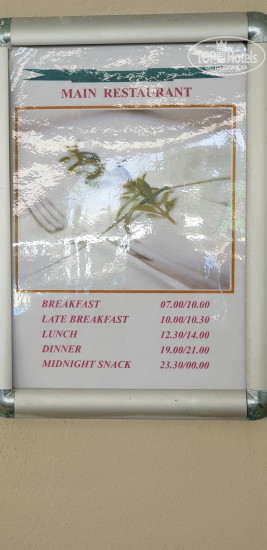 TopHotels
MAIN RESTAURANT
BREAKFAST 07.00/10.00
LATE BREAKFAST 10.00/10.30
LUNCH 12.30/14.00
DINNER 19.00/21.00
MIDNIGHT SNACK 23.30/00.00